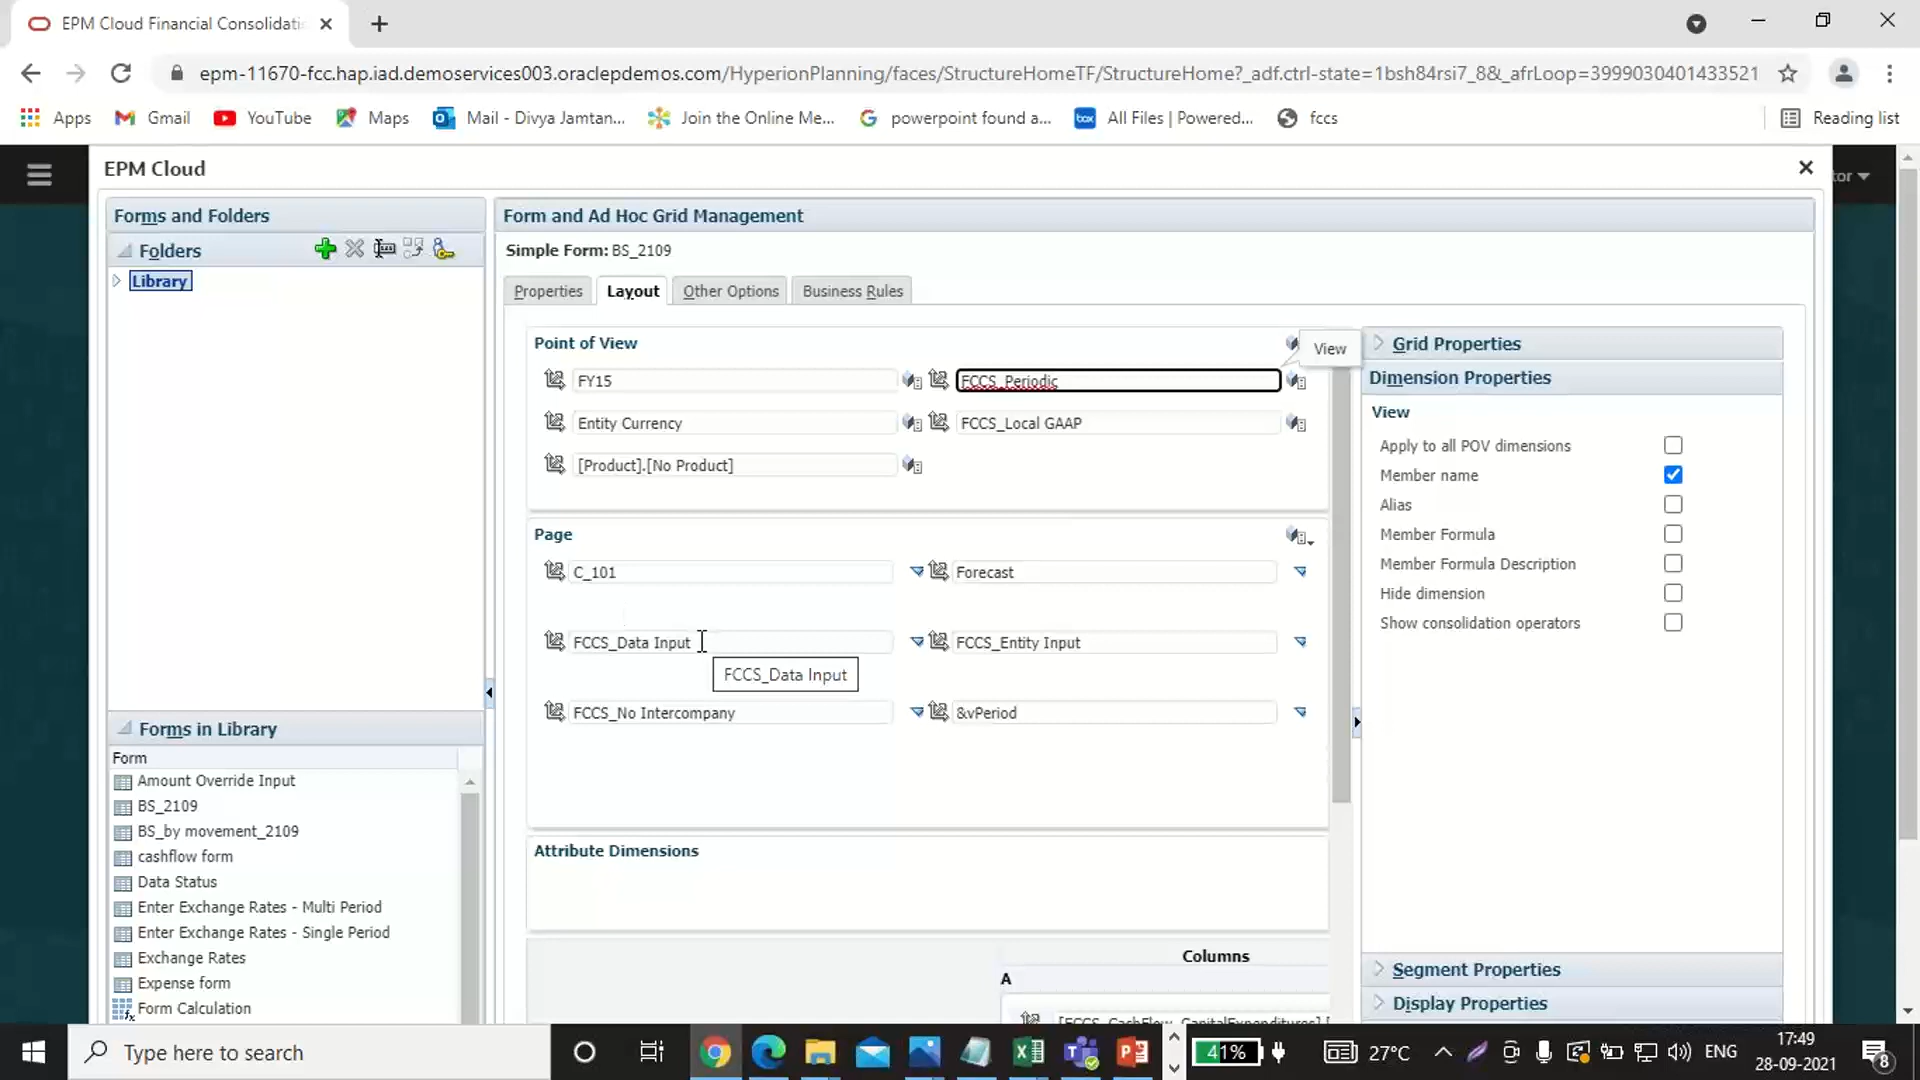 EPM Cloud Financial Consolidati
epm-11670-fcc.hap.iad.demoservices003.oraclepdemos.com/HyperionPlanning/faces/StructureHomeTF/StructureHome?_adf.ctrl-state=1bsh84rsi7_8&_afrLoop=3999030401433521
Apps Gmail YouTube Maps Mail - Divya Jamtan... Join the Online Me... powerpoint found a... All Files | Powered... fccs Reading list
EPM Cloud
tor
Forms and Folders
Folders
Library
Form and Ad Hoc Grid Management
Simple Form: BS_2109
Properties Layout Other Options Business Rules
Point of View
View
FY15 FCCS_Periodic
Entity Currency FCCS_Local GAAP
[Product].[No Product]
Page
C_101 Forecast
FCCS_Data Input FCCS_Entity Input
FCCS_Data Input
FCCS_No Intercompany &vPeriod
Attribute Dimensions
Columns
A
[FCCS_CashFlow_CapitalExpenditures].[
Grid Properties
Dimension Properties
View
Apply to all POV dimensions
Member name
Alias
Member Formula
Member Formula Description
Hide dimension
Show consolidation operators
Segment Properties
Display Properties
Forms in Library
Form
Amount Override Input
BS_2109
BS_by movement_2109
cashflow form
Data Status
Enter Exchange Rates - Multi Period
Enter Exchange Rates - Single Period
Exchange Rates
Expense form
Form Calculation
Type here to search
41%
27°C
ENG
17:49
28-09-2021
8